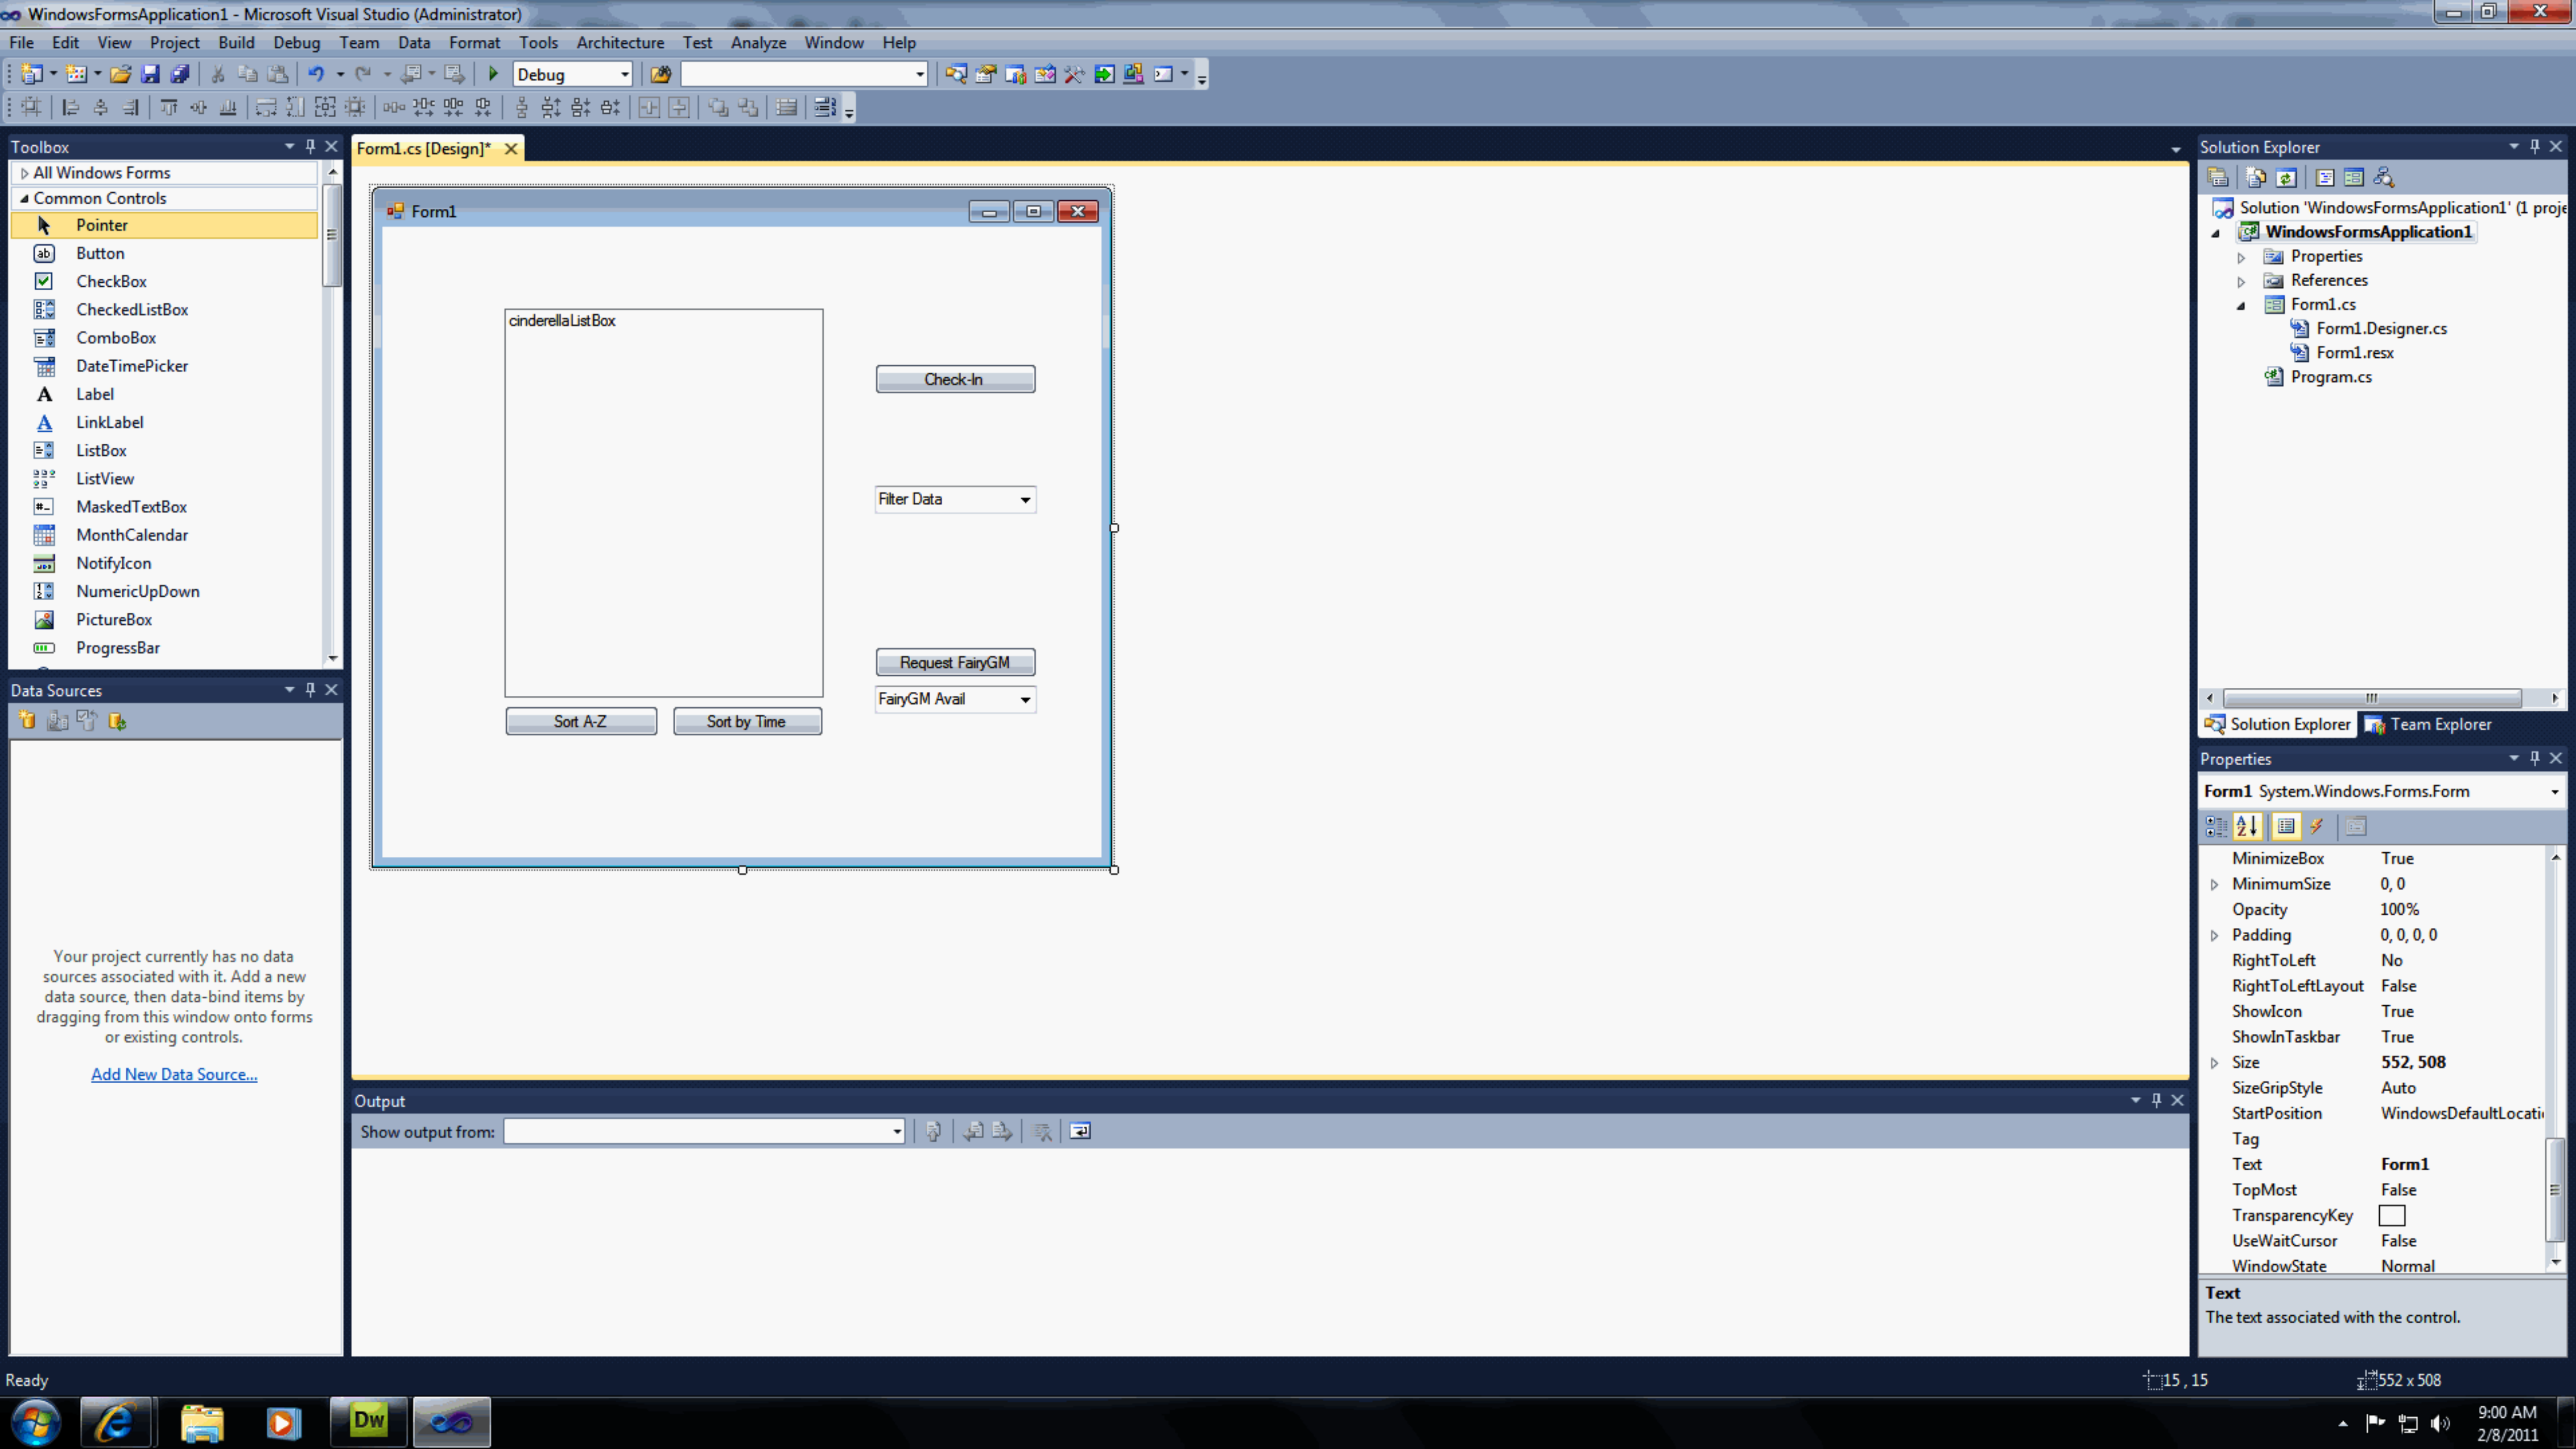 WindowsFormsApplication1 - Microsoft Visual Studio (Administrator)
File Edit View Project Build Debug Team Data Format Tools Architecture Test Analyze Window Help
Debug
Toolbox
All Windows Forms
Common Controls
Pointer
Button
CheckBox
CheckedListBox
ComboBox
DateTimePicker
Label
LinkLabel
ListBox
ListView
MaskedTextBox
MonthCalendar
NotifyIcon
NumericUpDown
PictureBox
ProgressBar
Data Sources
Your project currently has no data
sources associated with it. Add a new
data source, then data-bind items by
dragging from this window onto forms
or existing controls.
Add New Data Source...
Form1.cs [Design]*
Form1
cinderellaListBox
Check-In
Filter Data
Request FairyGM
FairyGM Avail
Sort A-Z Sort by Time
Output
Show output from:
Solution Explorer
Solution 'WindowsFormsApplication1' (1 proje
WindowsFormsApplication1
Properties
References
Form1.cs
Form1.Designer.cs
Form1.resx
Program.cs
Solution Explorer Team Explorer
Properties
Form1 System.Windows.Forms.Form
MinimizeBox True
MinimumSize 0, 0
Opacity 100%
Padding 0, 0, 0, 0
RightToLeft No
RightToLeftLayout False
ShowIcon True
ShowInTaskbar True
Size 552, 508
SizeGripStyle Auto
StartPosition WindowsDefaultLocati
Tag
Text Form1
TopMost False
TransparencyKey
UseWaitCursor False
WindowState Normal
Text
The text associated with the control.
Ready 15 , 15 552 x 508
Dw
9:00 AM
2/8/2011